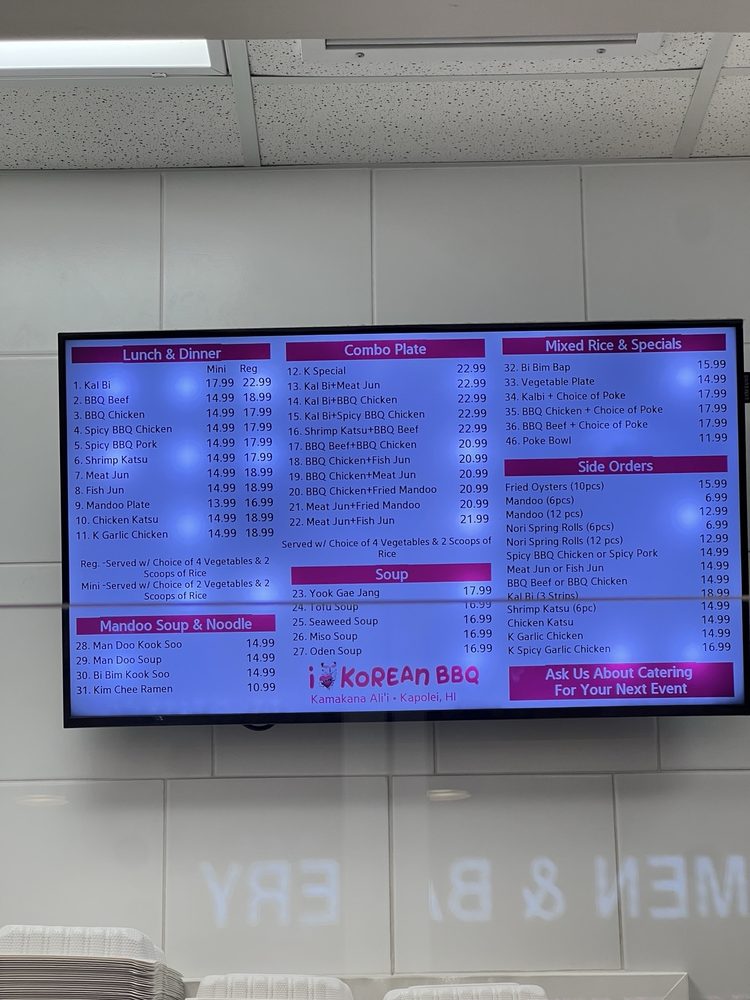 Lunch & Dinner
Mini Reg
1. Kal Bi 17.99 22.99
2. BBQ Beef 14.99 18.99
3. BBQ Chicken 14.99 17.99
4. Spicy BBQ Chicken 14.99 17.99
5. Spicy BBQ Pork 14.99 17.99
6. Shrimp Katsu 14.99 17.99
7. Meat Jun 14.99 18.99
8. Fish Jun 14.99 18.99
9. Mandoo Plate 13.99 16.99
10. Chicken Katsu 14.99 18.99
11. K Garlic Chicken 14.99 18.99
Reg. -Served w/ Choice of 4 Vegetables & 2
Scoops of Rice
Mini -Served w/ Choice of 2 Vegetables & 2
Scoops of Rice
Mandoo Soup & Noodle
28. Man Doo Kook Soo 14.99
29. Man Doo Soup 14.99
30. Bi Bim Kook Soo 14.99
31. Kim Chee Ramen 10.99
Combo Plate
12. K Special 22.99
13. Kal Bi+Meat Jun 22.99
14. Kal Bi+BBQ Chicken 22.99
15. Kal Bi+Spicy BBQ Chicken 22.99
16. Shrimp Katsu+BBQ Beef 22.99
17. BBQ Beef+BBQ Chicken 20.99
18. BBQ Chicken+Fish Jun 20.99
19. BBQ Chicken+Meat Jun 20.99
20. BBQ Chicken+Fried Mandoo 20.99
21. Meat Jun+Fried Mandoo 20.99
22. Meat Jun+Fish Jun 21.99
Served w/ Choice of 4 Vegetables & 2 Scoops of
Rice
Soup
23. Yook Gae Jang 17.99
24. Tofu Soup 16.99
25. Seaweed Soup 16.99
26. Miso Soup 16.99
27. Oden Soup 16.99
i KOREAN BBQ
Kamakana Ali'i • Kapolei, HI
Mixed Rice & Specials
32. Bi Bim Bap 15.99
33. Vegetable Plate 14.99
34. Kalbi + Choice of Poke 17.99
35. BBQ Chicken + Choice of Poke 17.99
36. BBQ Beef + Choice of Poke 17.99
46. Poke Bowl 11.99
Side Orders
Fried Oysters (10pcs) 15.99
Mandoo (6pcs) 6.99
Mandoo (12 pcs) 12.99
Nori Spring Rolls (6pcs) 6.99
Nori Spring Rolls (12 pcs) 12.99
Spicy BBQ Chicken or Spicy Pork 14.99
Meat Jun or Fish Jun 14.99
BBQ Beef or BBQ Chicken 14.99
Kal Bi (3 Strips) 18.99
Shrimp Katsu (6pc) 14.99
Chicken Katsu 14.99
K Garlic Chicken 14.99
K Spicy Garlic Chicken 16.99
Ask Us About Catering
For Your Next Event